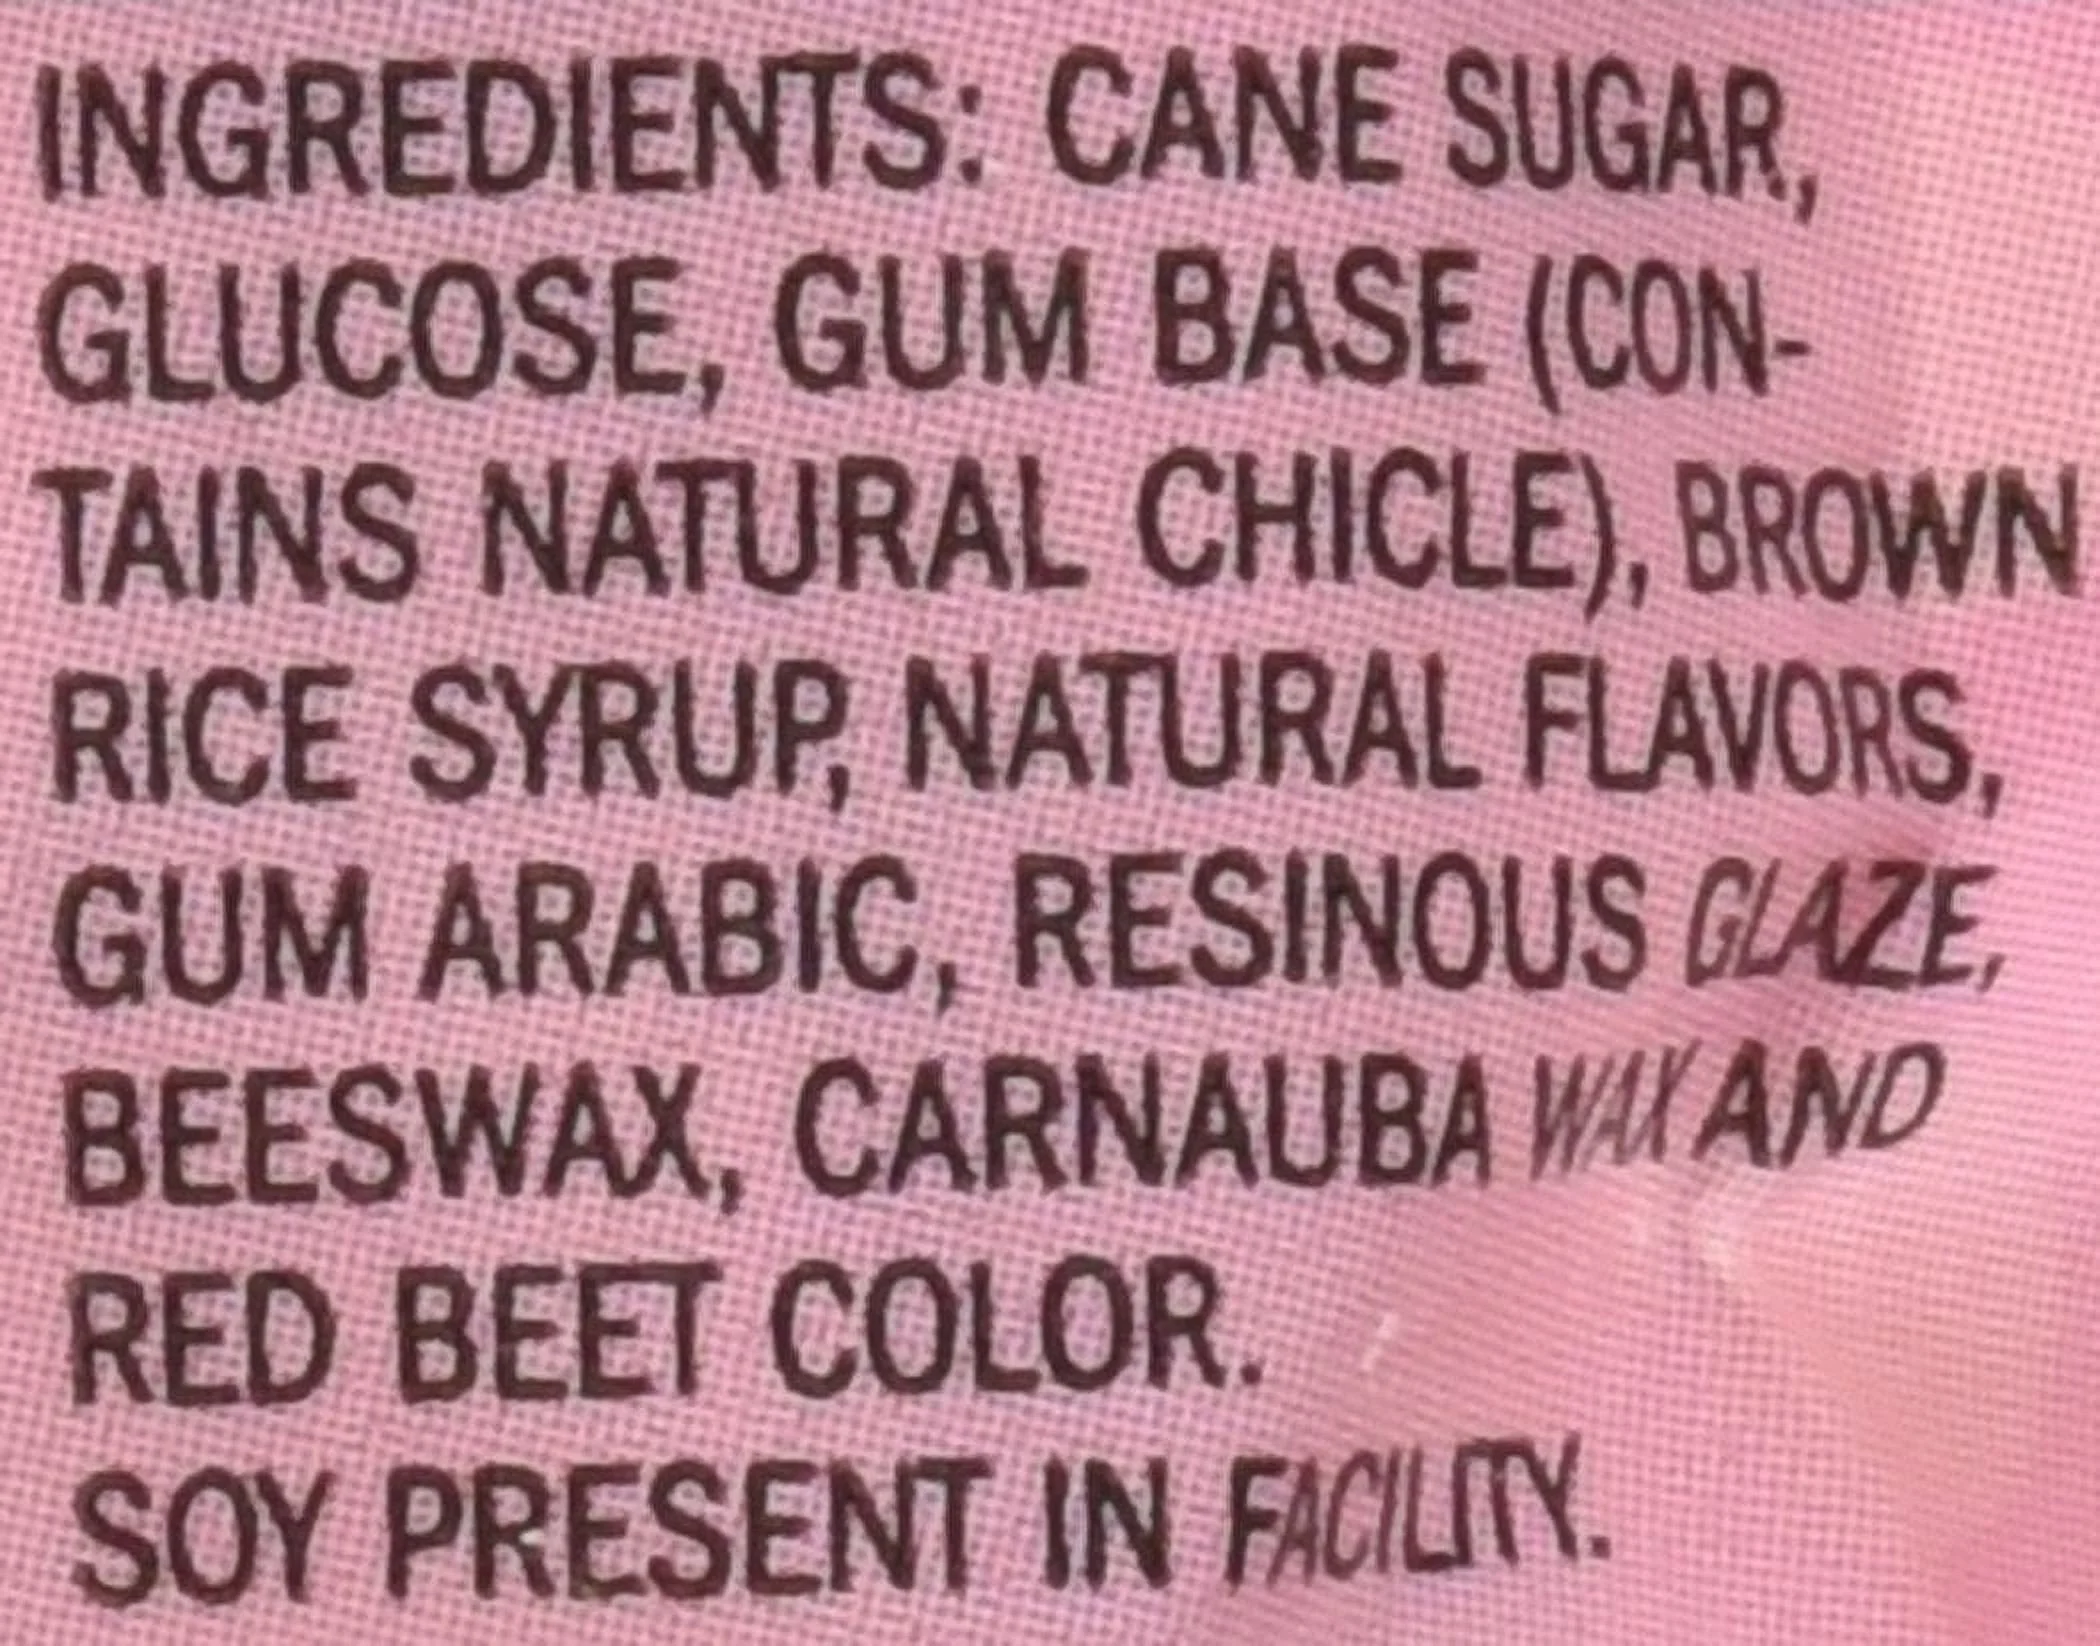 INGREDIENTS: CANE SUGAR,
GLUCOSE, GUM BASE (CON-
TAINS NATURAL CHICLE), BROWN
RICE SYRUP, NATURAL FLAVORS,
GUM ARABIC, RESINOUS GLAZE,
BEESWAX, CARNAUBA WAX AND
RED BEET COLOR.
SOY PRESENT IN FACILITY.